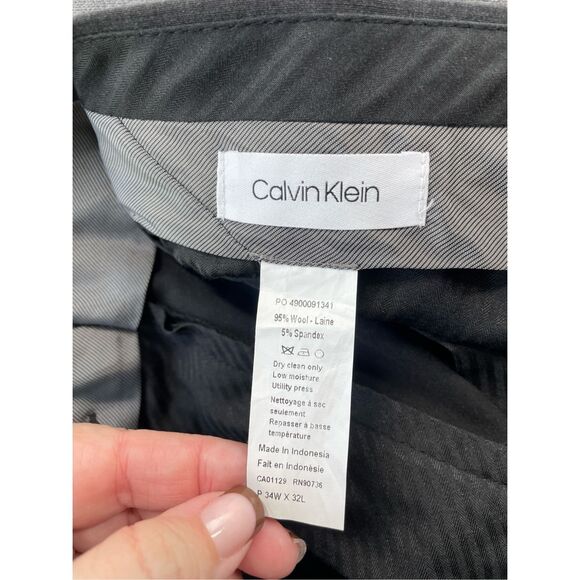 Calvin Klein
PO 4900091341
95% Wool - Laine
5% Spandex
Dry clean only
Low moisture
Utility press
Nettoyage à sec
seulement
Repasser à basse
température
Made In Indonesia
Fait en Indonésie
CA01129 RN90736
P 34W X 32L